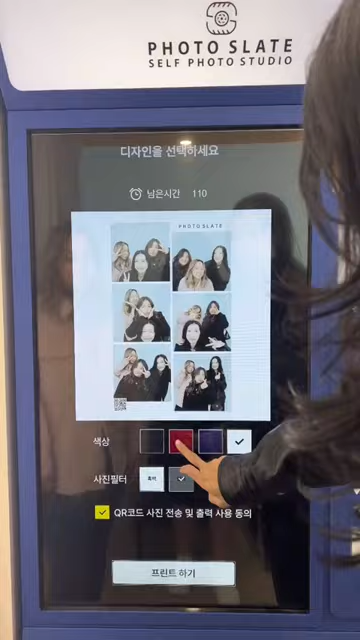 PHOTO SLATE
SELF PHOTO STUDIO
디자인을 선택하세요
남은시간 110
PHOTO SLATE
색상
사진필터 흑백
QR코드 사진 전송 및 출력 사용 동의
프린트 하기